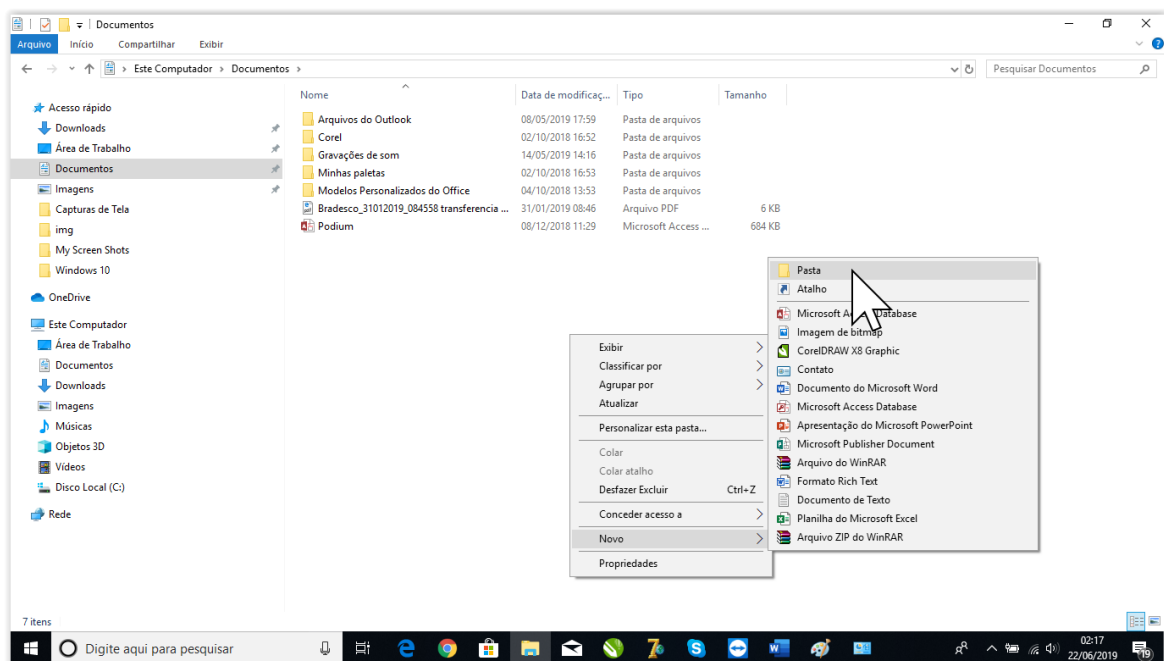 Documentos
Arquivo Início Compartilhar Exibir
Este Computador Documentos
Pesquisar Documentos
Nome Data de modificaç... Tipo Tamanho
Acesso rápido
Downloads
Área de Trabalho
Documentos
Imagens
Capturas de Tela
img
My Screen Shots
Windows 10
OneDrive
Este Computador
Área de Trabalho
Documentos
Downloads
Imagens
Músicas
Objetos 3D
Vídeos
Disco Local (C:)
Rede
Arquivos do Outlook 08/05/2019 17:59 Pasta de arquivos
Corel 02/10/2018 16:52 Pasta de arquivos
Gravações de som 14/05/2019 14:16 Pasta de arquivos
Minhas paletas 02/10/2018 16:53 Pasta de arquivos
Modelos Personalizados do Office 04/10/2018 13:53 Pasta de arquivos
Bradesco_31012019_084558 transferencia ... 31/01/2019 08:46 Arquivo PDF 6 KB
Podium 08/12/2018 11:29 Microsoft Access ... 684 KB
Exibir
Classificar por
Agrupar por
Atualizar
Personalizar esta pasta...
Colar
Colar atalho
Desfazer Excluir Ctrl+Z
Conceder acesso a
Novo
Propriedades
Pasta
Atalho
Microsoft Access Database
Imagem de bitmap
CorelDRAW X8 Graphic
Contato
Documento do Microsoft Word
Microsoft Access Database
Apresentação do Microsoft PowerPoint
Microsoft Publisher Document
Arquivo do WinRAR
Formato Rich Text
Documento de Texto
Planilha do Microsoft Excel
Arquivo ZIP do WinRAR
7 itens
Digite aqui para pesquisar
02:17
22/06/2019
19